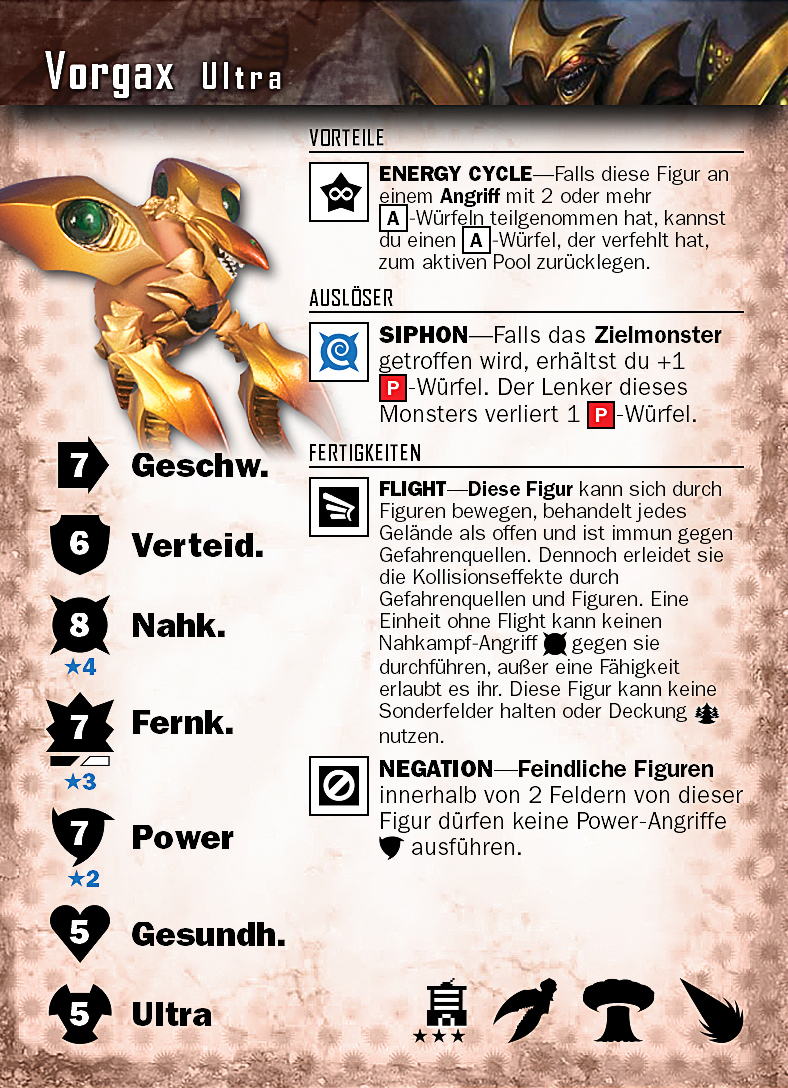 Vorgax Ultra
VORTEILE
ENERGY CYCLE—Falls diese Figur an
einem Angriff mit 2 oder mehr
A-Würfeln teilgenommen hat, kannst
du einen A-Würfel, der verfehlt hat,
zum aktiven Pool zurücklegen.
AUSLÖSER
SIPHON—Falls das Zielmonster
getroffen wird, erhältst du +1
P-Würfel. Der Lenker dieses
Monsters verliert 1 P-Würfel.
FERTIGKEITEN
FLIGHT—Diese Figur kann sich durch
Figuren bewegen, behandelt jedes
Gelände als offen und ist immun gegen
Gefahrenquellen. Dennoch erleidet sie
die Kollisionseffekte durch
Gefahrenquellen und Figuren. Eine
Einheit ohne Flight kann keinen
Nahkampf-Angriff gegen sie
durchführen, außer eine Fähigkeit
erlaubt es ihr. Diese Figur kann keine
Sonderfelder halten oder Deckung
nutzen.
NEGATION—Feindliche Figuren
innerhalb von 2 Feldern von dieser
Figur dürfen keine Power-Angriffe
ausführen.
7 Geschw.
6 Verteid.
8 Nahk.
★4
7 Fernk.
★3
7 Power
★2
5 Gesundh.
5 Ultra
★★★